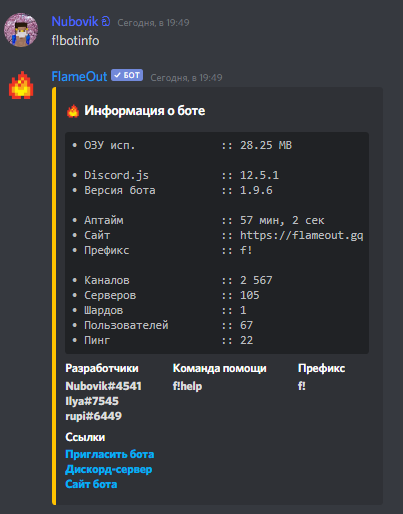 Nubovik Сегодня, в 19:49
f!botinfo
FlameOut ✓ БОТ Сегодня, в 19:49
🔥 Информация о боте
• ОЗУ исп. :: 28.25 MB
• Discord.js :: 12.5.1
• Версия бота :: 1.9.6
• Аптайм :: 57 мин, 2 сек
• Сайт :: https://flameout.gq
• Префикс :: f!
• Каналов :: 2 567
• Серверов :: 105
• Шардов :: 1
• Пользователей :: 67
• Пинг :: 22
Разработчики Команда помощи Префикс
Nubovik#4541 f!help f!
Ilya#7545
rupi#6449
Ссылки
Пригласить бота
Дискорд-сервер
Сайт бота